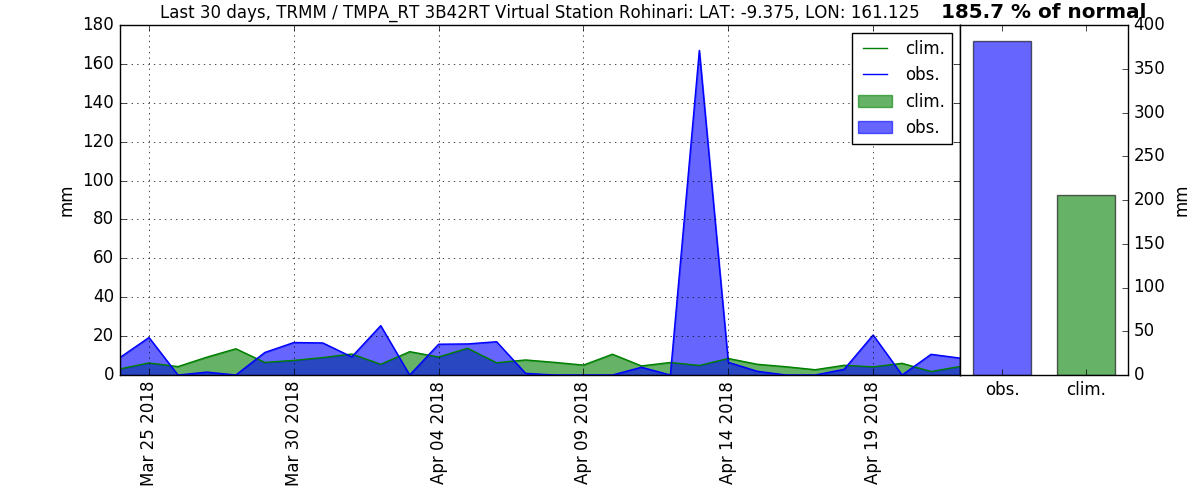 Last 30 days, TRMM / TMPA_RT 3B42RT Virtual Station Rohinari: LAT: -9.375, LON: 161.125
185.7 % of normal
180
160
140
120
100
80
60
40
20
0
mm
clim.
obs.
clim.
obs.
Mar 25 2018
Mar 30 2018
Apr 04 2018
Apr 09 2018
Apr 14 2018
Apr 19 2018
400
350
300
250
200
150
100
50
0
mm
obs.
clim.